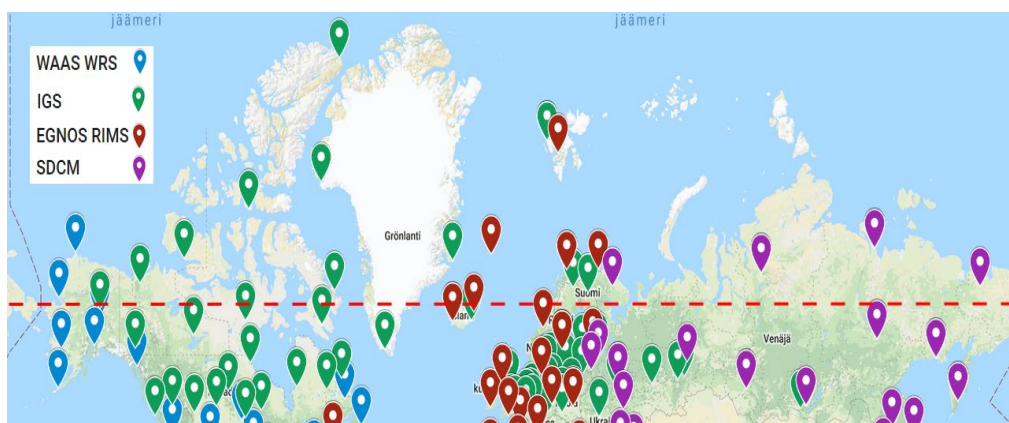 jäämeri
jäämeri
WAAS WRS
IGS
EGNOS RIMS
SDCM
Grönlanti
Suomi
Venäjä